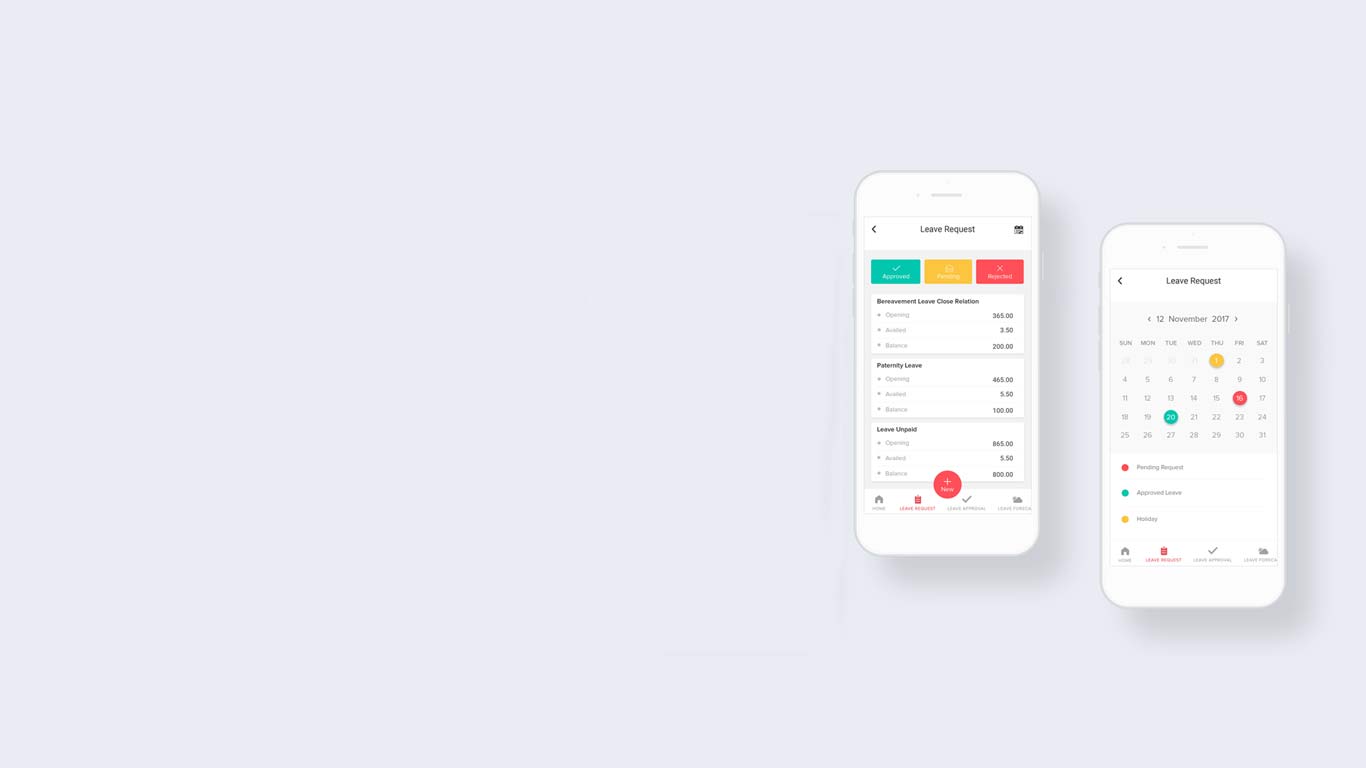 Leave Request
Approved Pending Rejected
Bereavement Leave Close Relation
Opening 365.00
Availed 3.50
Balance 200.00
Paternity Leave
Opening 465.00
Availed 5.50
Balance 100.00
Leave Unpaid
Opening 865.00
Availed 5.50
Balance 800.00
New
HOME LEAVE REQUEST LEAVE APPROVAL LEAVE FORECA
Leave Request
12 November 2017
SUN MON TUE WED THU FRI SAT
28 29 30 31 1 2 3
4 5 6 7 8 9 10
11 12 13 14 15 16 17
18 19 20 21 22 23 24
25 26 27 28 29 30 31
Pending Request
Approved Leave
Holiday
HOME LEAVE REQUEST LEAVE APPROVAL LEAVE FORECA